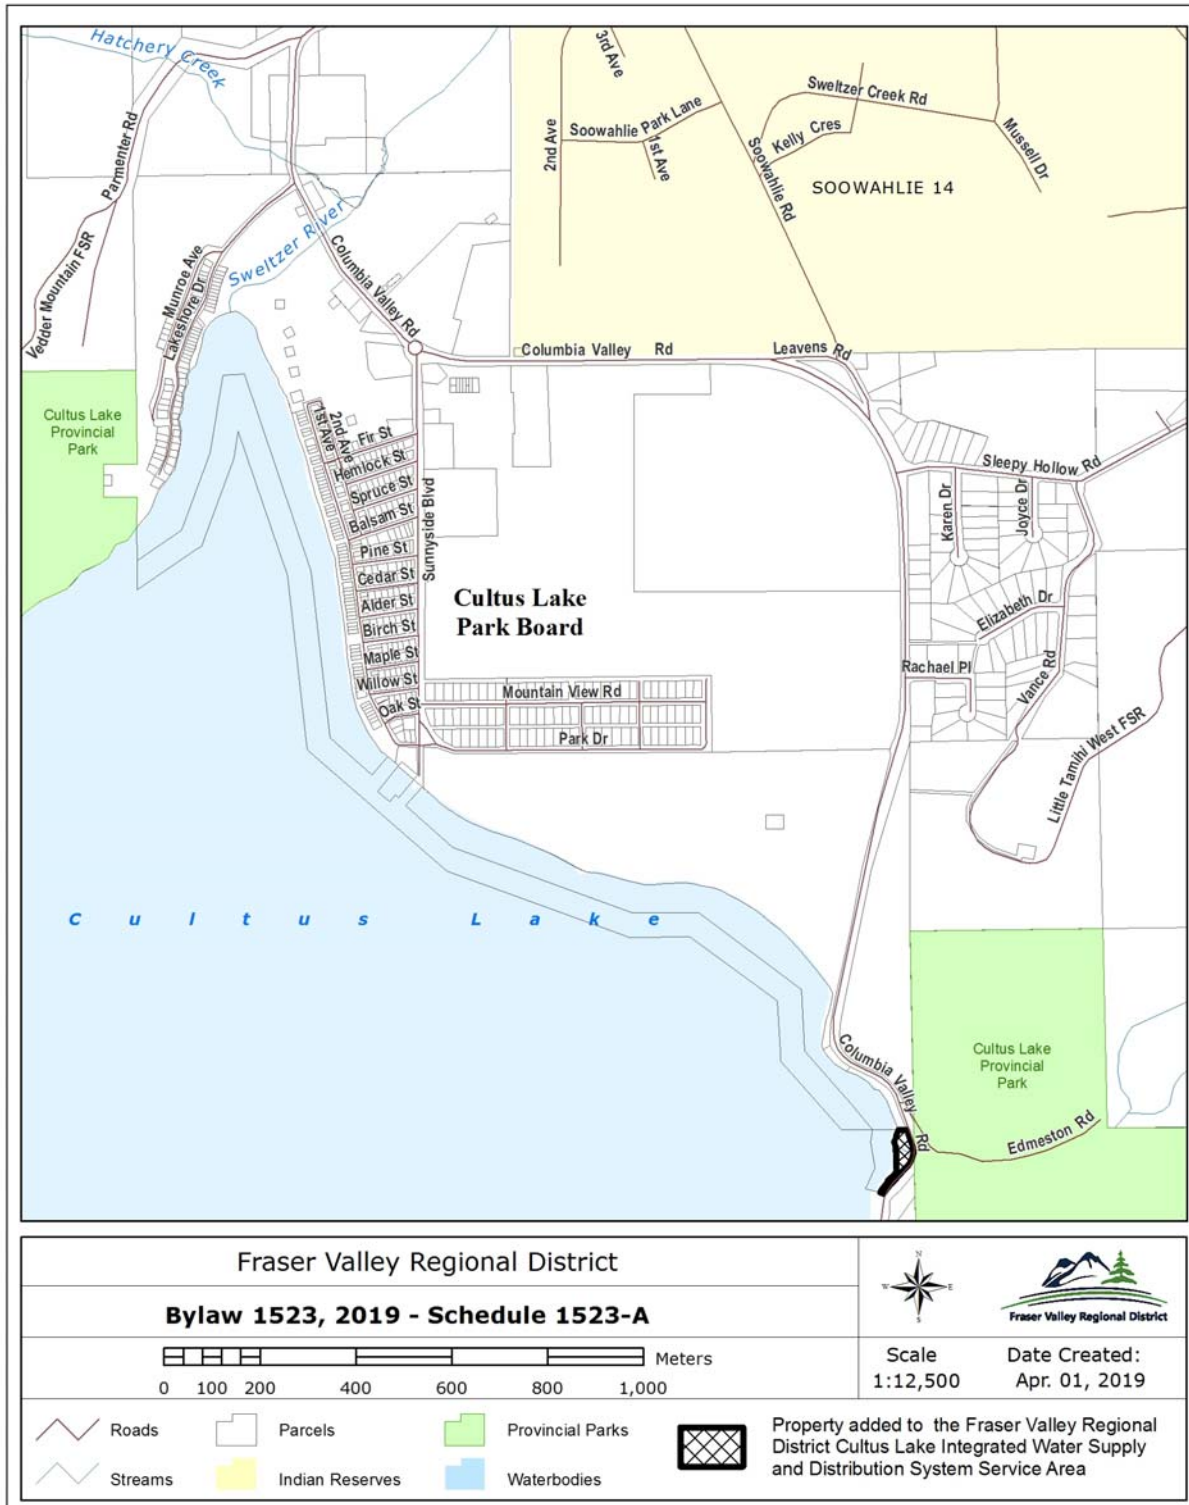 Hatchery Creek
Parmenter Rd
Vedder Mountain FSR
Munroe Ave
Lakeshore Dr
Sweltzer River
Columbia Valley Rd
3rd Ave
2nd Ave
Soowahlie Park Lane
1st Ave
Soowahlie Rd
Sweltzer Creek Rd
Kelly Cres
Mussell Dr
SOOWAHLIE 14
Columbia Valley Rd
Leavens Rd
Cultus Lake
Provincial
Park
1st Ave
2nd Ave
Fir St
Hemlock St
Spruce St
Balsam St
Pine St
Cedar St
Alder St
Birch St
Maple St
Willow St
Oak St
Sunnyside Blvd
Cultus Lake
Park Board
Mountain View Rd
Park Dr
Sleepy Hollow Rd
Karen Dr
Joyce Dr
Elizabeth Dr
Rachael Pl
Vance Rd
Little Tamihi West FSR
Cultus Lake
Cultus Lake
Provincial
Park
Columbia Valley Rd
Edmeston Rd
Fraser Valley Regional District
Bylaw 1523, 2019 - Schedule 1523-A
Meters
0 100 200 400 600 800 1,000
N
W E
S
Fraser Valley Regional District
Scale
1:12,500
Date Created:
Apr. 01, 2019
Roads
Parcels
Provincial Parks
Streams
Indian Reserves
Waterbodies
Property added to the Fraser Valley Regional
District Cultus Lake Integrated Water Supply
and Distribution System Service Area